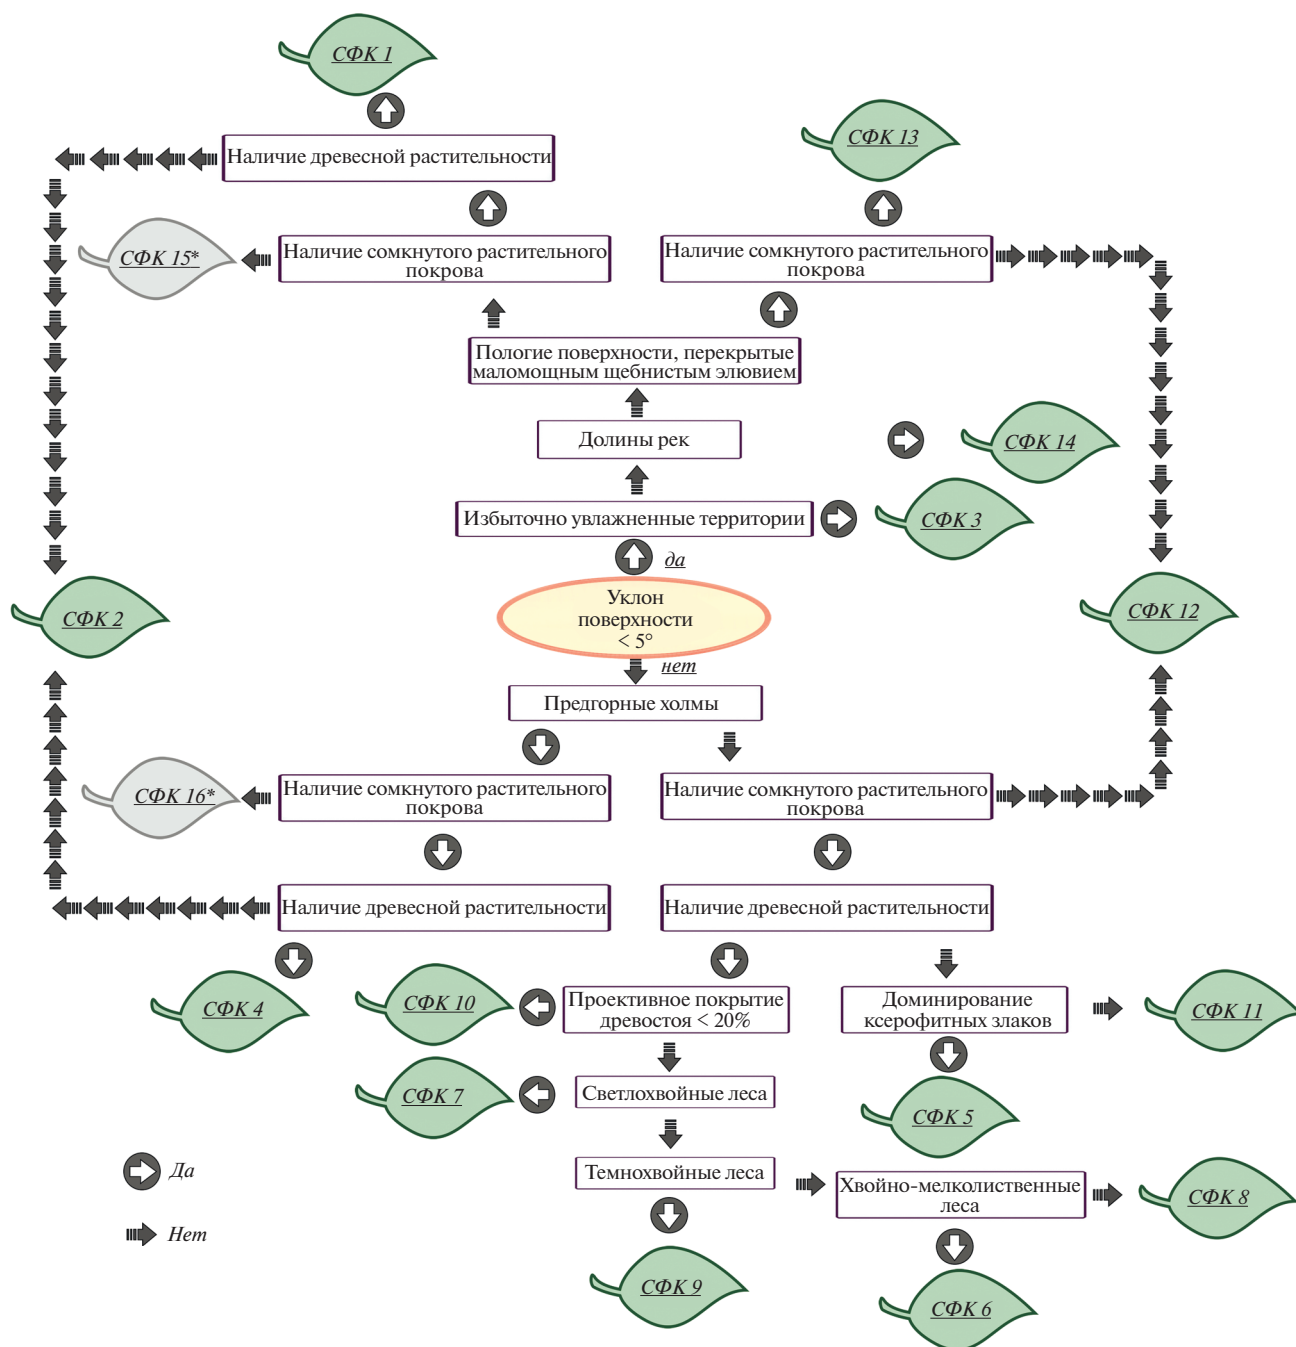 СФК 1
СФК 13
Наличие древесной растительности
СФК 15*
Наличие сомкнутого растительного
покрова
Наличие сомкнутого растительного
покрова
Пологие поверхности, перекрытые
маломощным щебнистым элювием
Долины рек
СФК 14
Избыточно увлажненные территории
СФК 3
да
Уклон
поверхности
< 5°
СФК 2
СФК 12
нет
Предгорные холмы
СФК 16*
Наличие сомкнутого растительного
покрова
Наличие сомкнутого растительного
покрова
Наличие древесной растительности
Наличие древесной растительности
СФК 4
СФК 10
Проективное покрытие
древостоя < 20%
Доминирование
ксерофитных злаков
СФК 11
СФК 7
Светлохвойные леса
СФК 5
Да
Темнохвойные леса
Хвойно-мелколиственные
леса
СФК 8
Нет
СФК 9
СФК 6